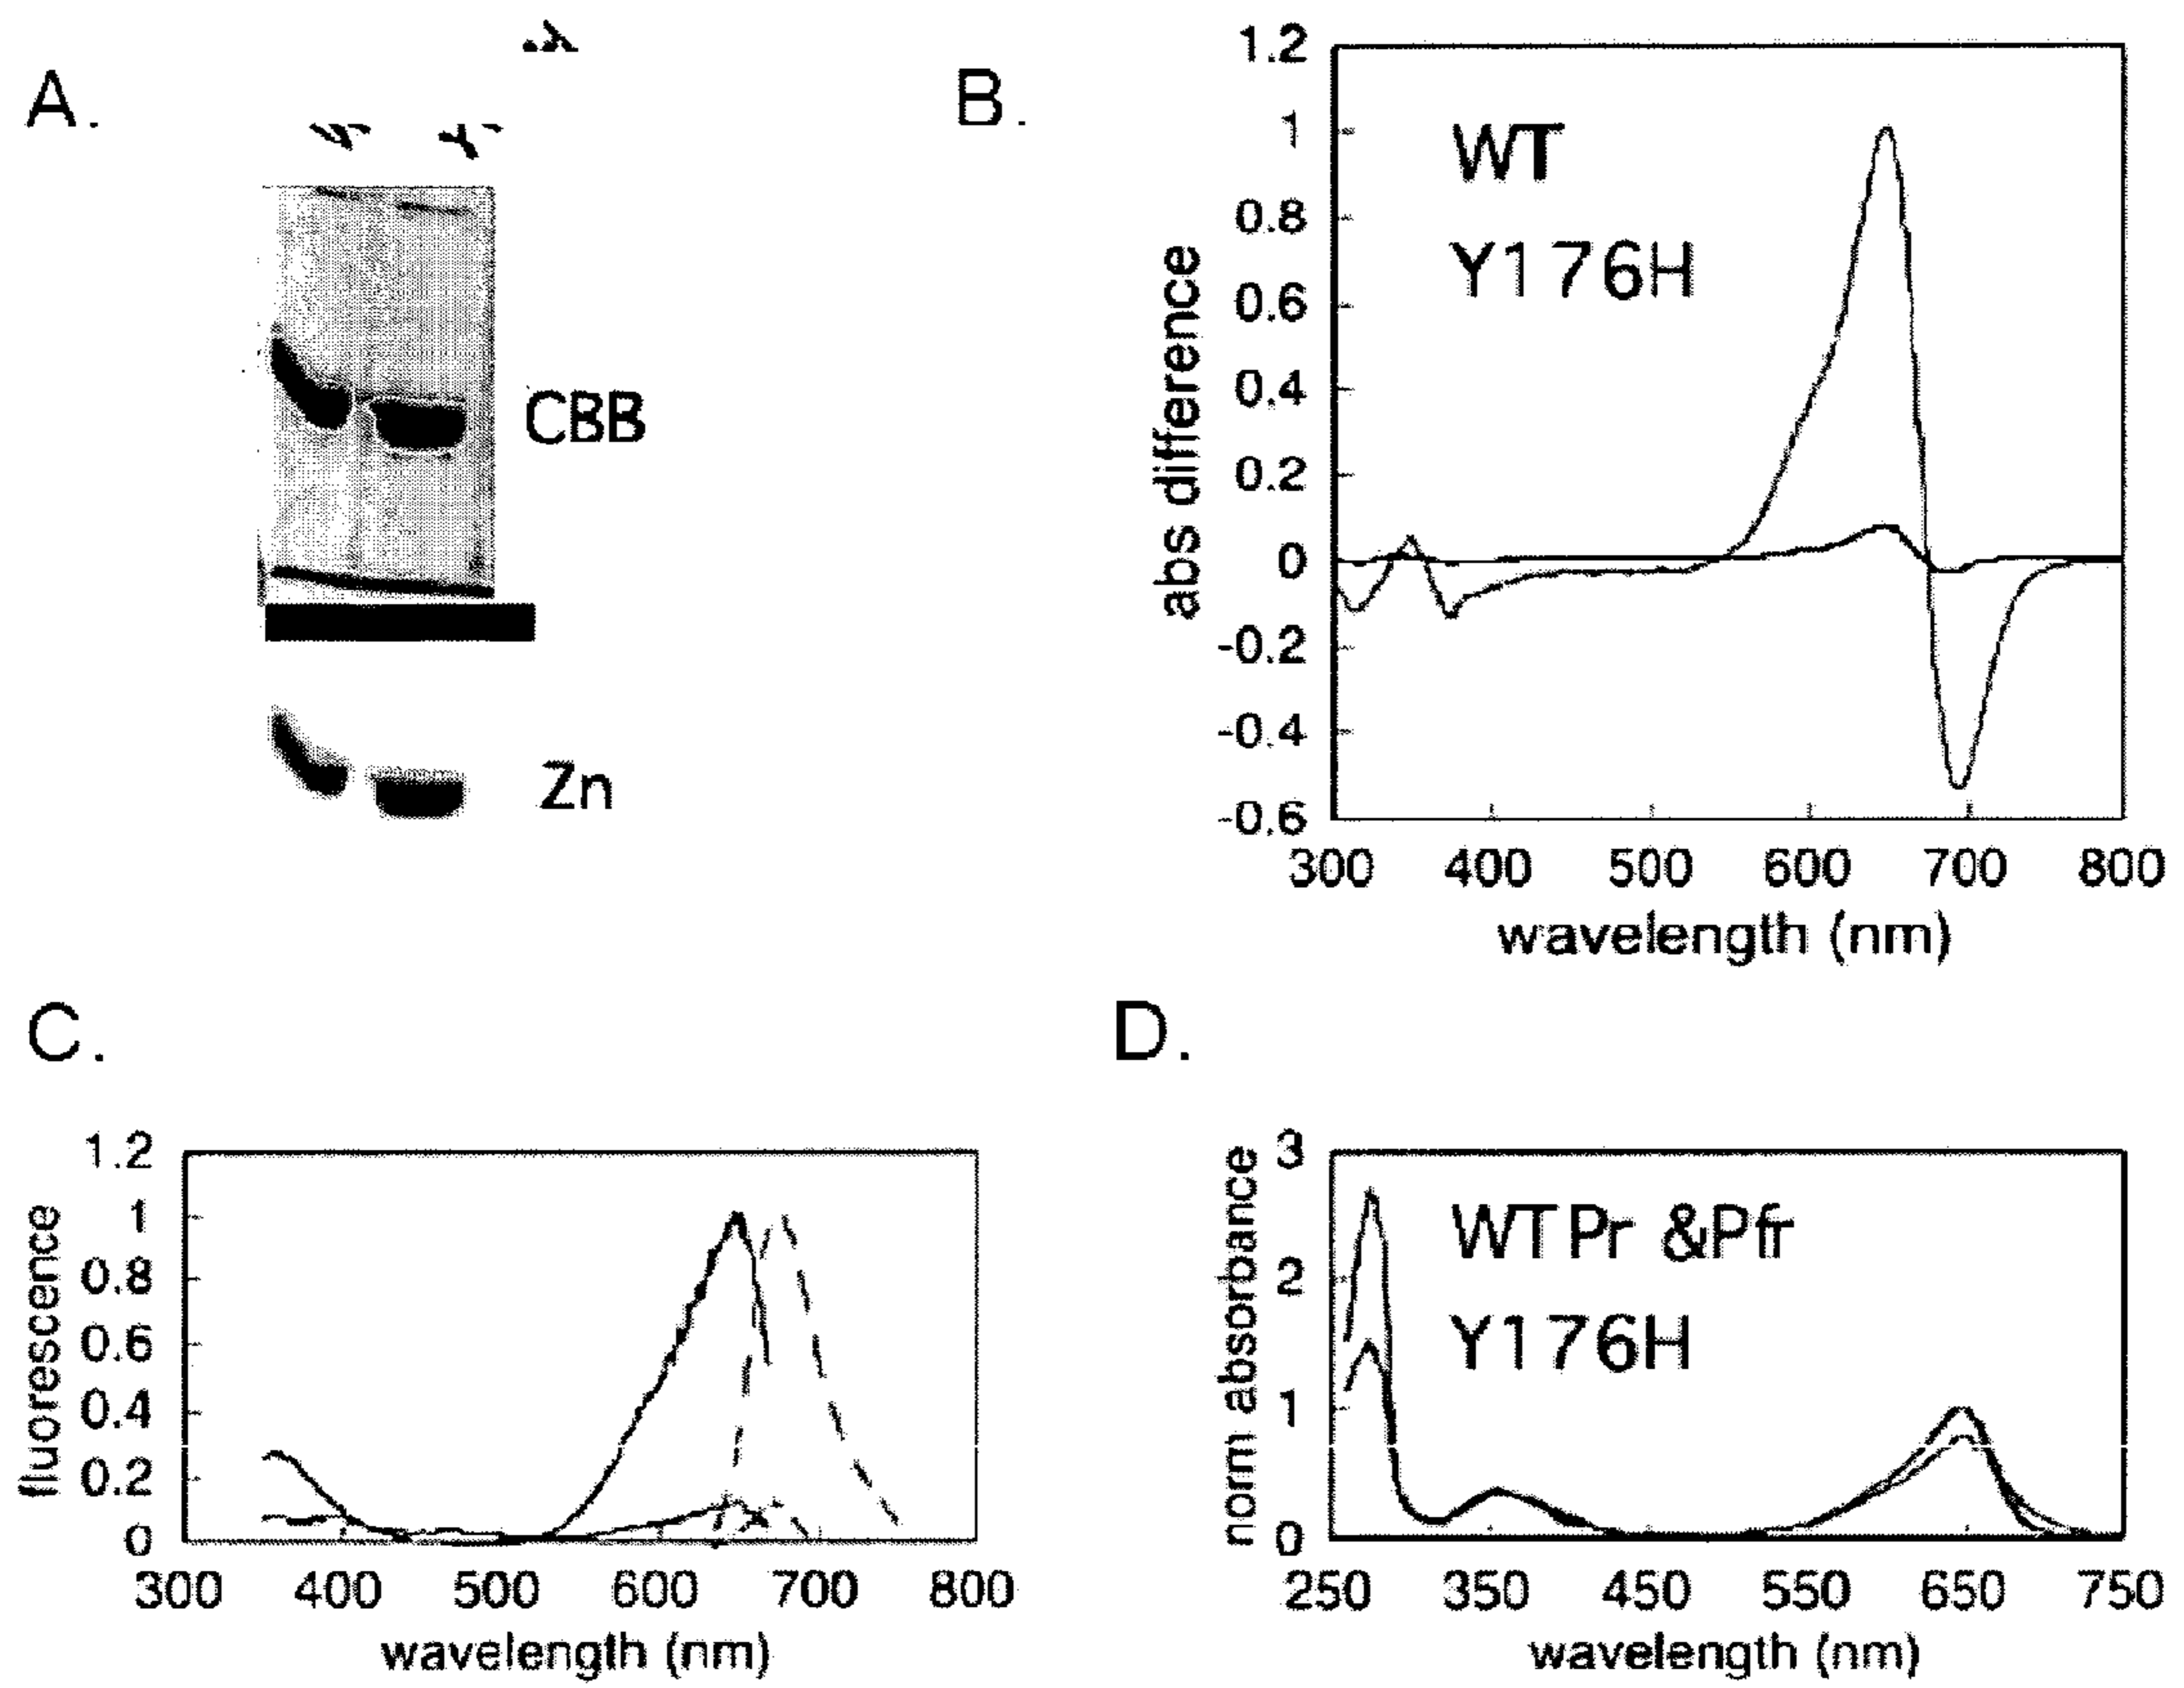 A.
CBB
Zn
B.
1.2
1
0.8
0.6
0.4
0.2
0
-0.2
-0.4
-0.6
abs difference
WT
Y176H
300 400 500 600 700 800
wavelength (nm)
C.
1.2
1
0.8
0.6
0.4
0.2
0
fluorescence
300 400 500 600 700 800
wavelength (nm)
D.
3
2
1
0
norm absorbance
WT Pr &Pfr
Y176H
250 350 450 550 650 750
wavelength (nm)